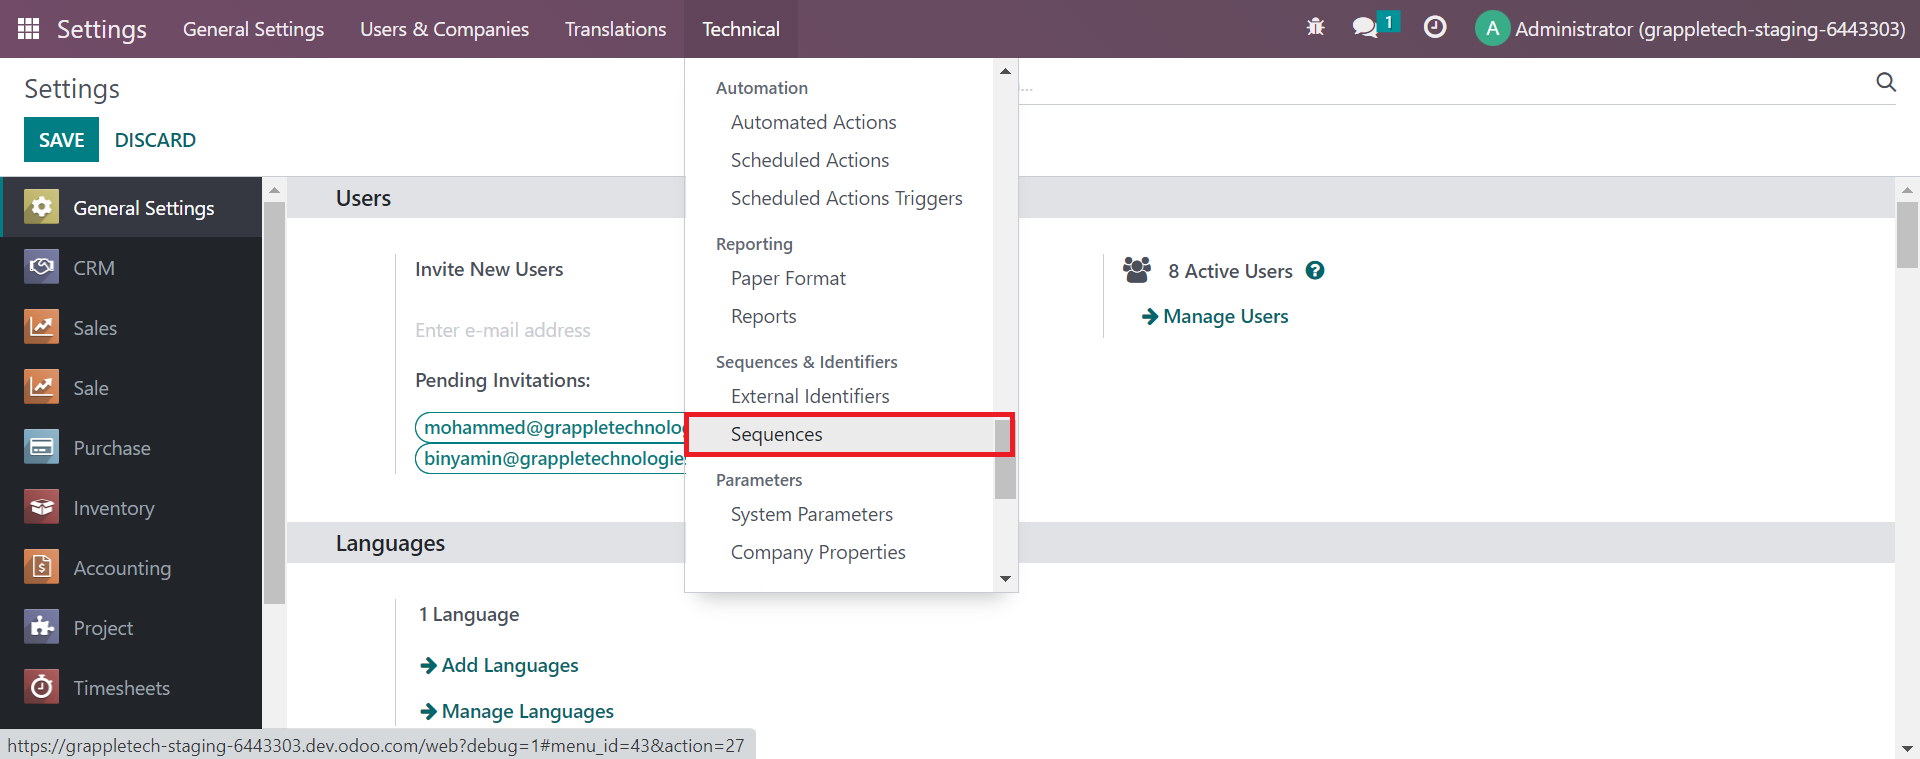 Settings General Settings Users & Companies Translations Technical 1 A Administrator (grappletech-staging-6443303)
Settings
SAVE DISCARD
General Settings
CRM
Sales
Sale
Purchase
Inventory
Accounting
Project
Timesheets
Automation
Automated Actions
Scheduled Actions
Scheduled Actions Triggers
Reporting
Paper Format
Reports
Sequences & Identifiers
External Identifiers
Sequences
Parameters
System Parameters
Company Properties
Users
Invite New Users
Enter e-mail address
Pending Invitations:
mohammed@grappletechnolo
binyamin@grappletechnologie
8 Active Users ?
Manage Users
Languages
1 Language
Add Languages
Manage Languages
https://grappletech-staging-6443303.dev.odoo.com/web?debug=1#menu_id=43&action=27